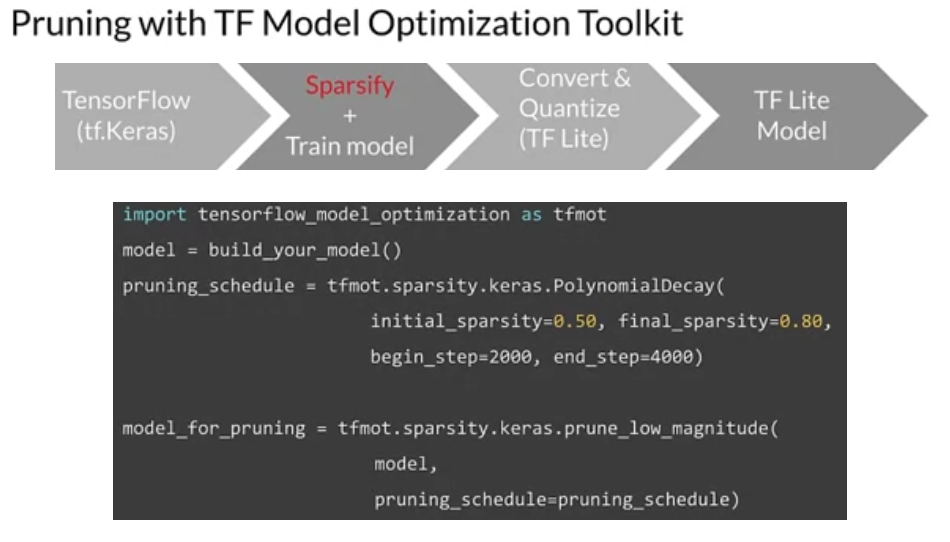 Pruning with TF Model Optimization Toolkit
TensorFlow
(tf.Keras)
Sparsify
+
Train model
Convert &
Quantize
(TF Lite)
TF Lite
Model
import tensorflow_model_optimization as tfmot
model = build_your_model()
pruning_schedule = tfmot.sparsity.keras.PolynomialDecay(
initial_sparsity=0.50, final_sparsity=0.80,
begin_step=2000, end_step=4000)
model_for_pruning = tfmot.sparsity.keras.prune_low_magnitude(
model,
pruning_schedule=pruning_schedule)